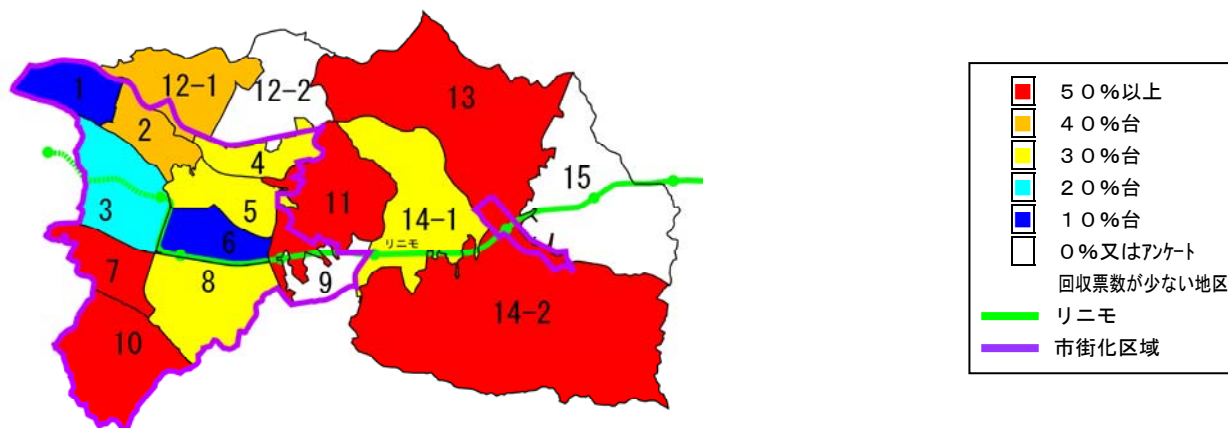 1
12-1
12-2
13
2
4
15
3
5
11
14-1
6
リニモ
7
8
9
14-2
10
５０％以上
４０％台
３０％台
２０％台
１０％台
０％又はアンケート
回収票数が少ない地区
リニモ
市街化区域